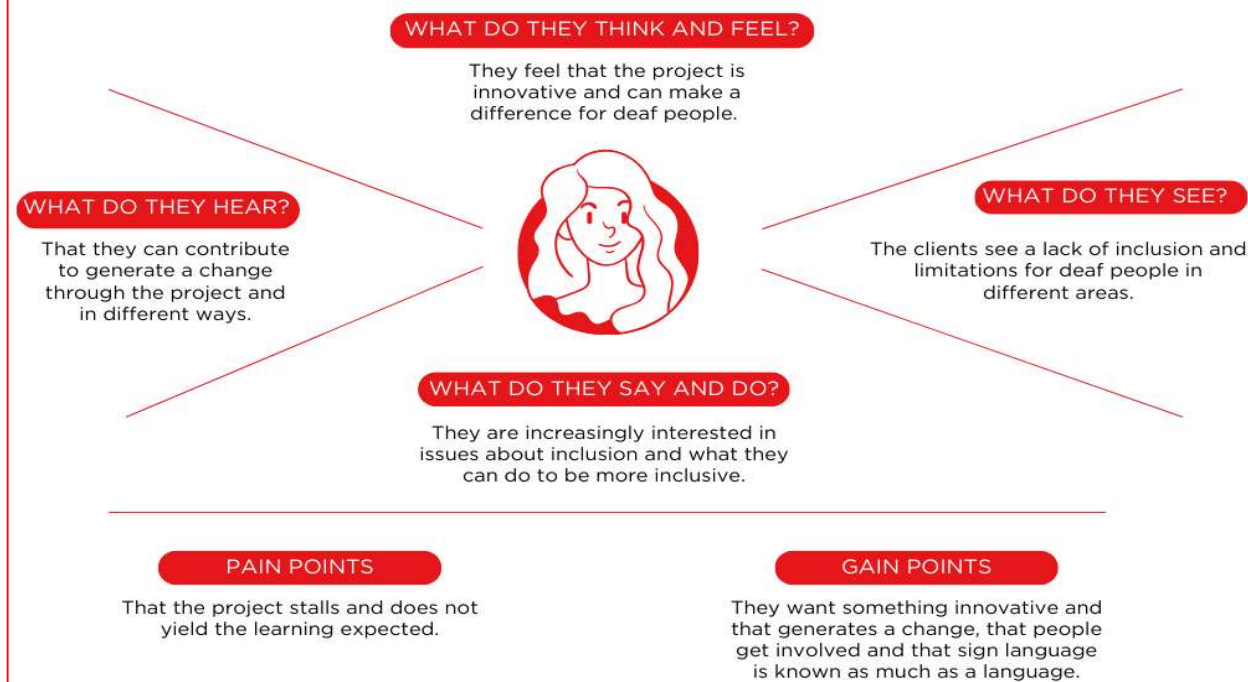 WHAT DO THEY THINK AND FEEL?
They feel that the project is
innovative and can make a
difference for deaf people.
WHAT DO THEY HEAR?
That they can contribute
to generate a change
through the project and
in different ways.
WHAT DO THEY SEE?
The clients see a lack of inclusion and
limitations for deaf people in
different areas.
WHAT DO THEY SAY AND DO?
They are increasingly interested in
issues about inclusion and what they
can do to be more inclusive.
PAIN POINTS
That the project stalls and does not
yield the learning expected.
GAIN POINTS
They want something innovative and
that generates a change, that people
get involved and that sign language
is known as much as a language.